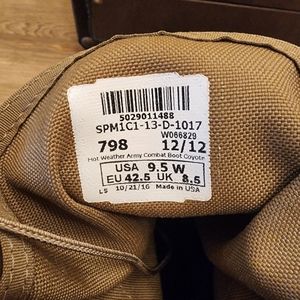 5029011488
SPM1C1-13-D-1017
W066829
798 12/12
Hot Weather Army Combat Boot Coyote
USA 9.5 W
EU 42.5 UK 8.5
LS 10/21/16 Made in USA